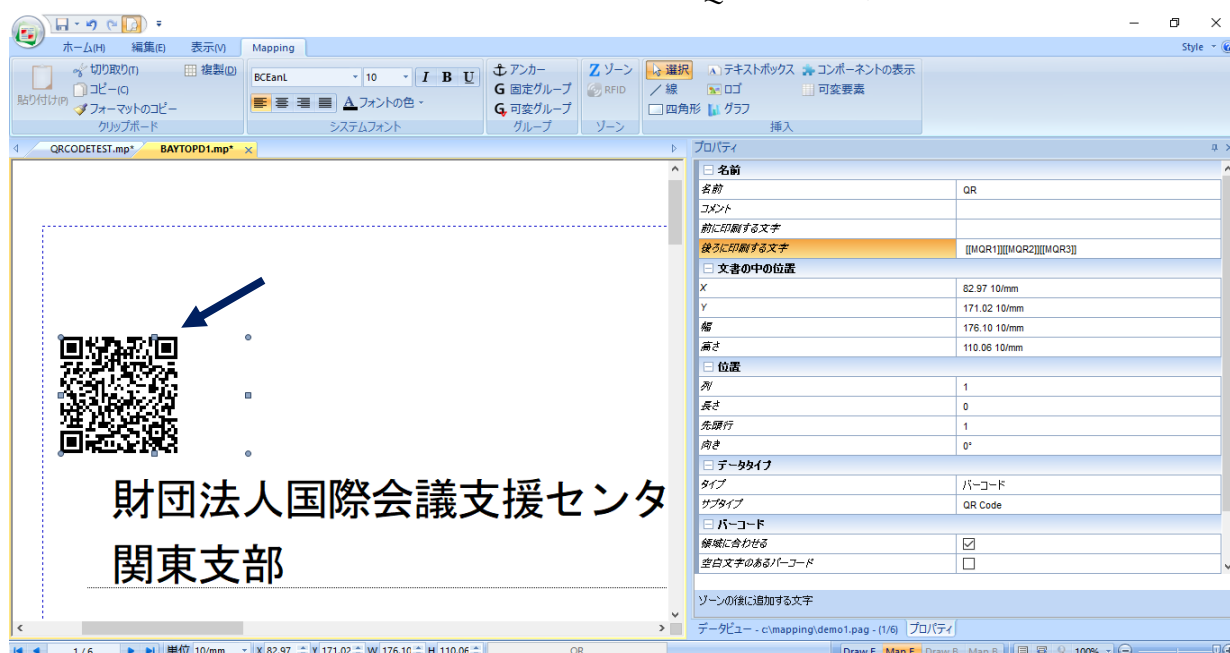 ホーム(H) 編集(E) 表示(V) Mapping Style
貼り付け(P) 切り取り(T) 複製(D)
コピー(C)
フォーマットのコピー
クリップボード
BCEanL 10 I B U
フォントの色
システムフォント
アンカー
G 固定グループ
G 可変グループ
グループ
Z ゾーン
RFID
ゾーン
選択 テキストボックス コンポーネントの表示
線 ロゴ 可変要素
四角形 グラフ
挿入
QRCODETEST.mp* BAYTOPD1.mp*
財団法人国際会議支援センタ
関東支部
プロパティ
名前
名前 QR
コメント
前に印刷する文字
後ろに印刷する文字 [[MQR1]][[MQR2]][[MQR3]]
文書の中の位置
X 82.97 10/mm
Y 171.02 10/mm
幅 176.10 10/mm
高さ 110.06 10/mm
位置
列 1
長さ 0
先頭行 1
向き 0°
データタイプ
タイプ バーコード
サブタイプ QR Code
バーコード
領域に合わせる
空白文字のあるバーコード
ゾーンの後に追加する文字
データビュー - c:\mapping\demo1.pag - (1/6) プロパティ
1 / 6 単位 10/mm X 82.97 Y 171.02 W 176.10 H 110.06 QR Draw F Map F Draw B Map B 100%